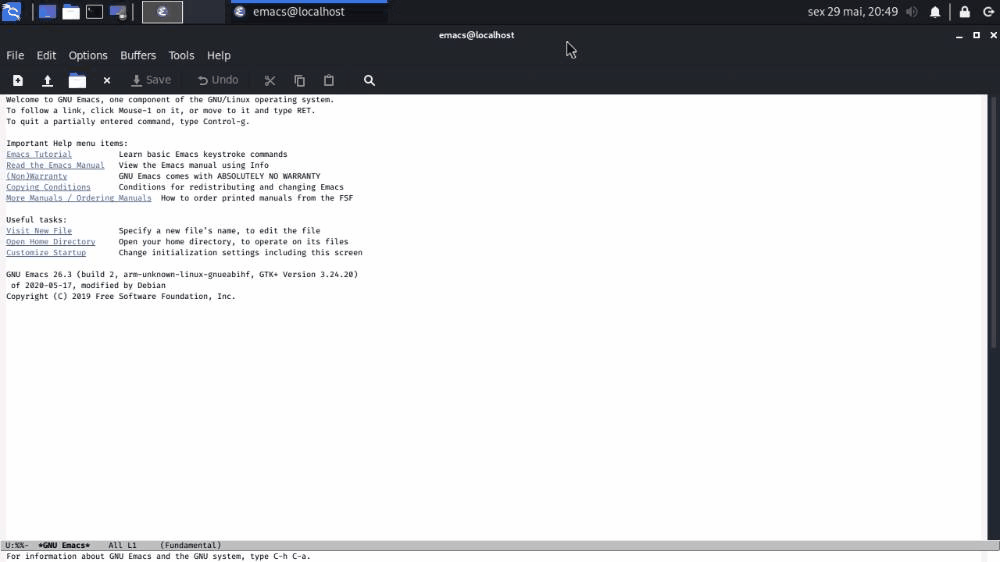 emacs@localhost
sex 29 mai, 20:49
emacs@localhost
File Edit Options Buffers Tools Help
Save Undo
Welcome to GNU Emacs, one component of the GNU/Linux operating system.
To follow a link, click Mouse-1 on it, or move to it and type RET.
To quit a partially entered command, type Control-g.
Important Help menu items:
Emacs Tutorial Learn basic Emacs keystroke commands
Read the Emacs Manual View the Emacs manual using Info
(Non)Warranty GNU Emacs comes with ABSOLUTELY NO WARRANTY
Copying Conditions Conditions for redistributing and changing Emacs
More Manuals / Ordering Manuals How to order printed manuals from the FSF
Useful tasks:
Visit New File Specify a new file's name, to edit the file
Open Home Directory Open your home directory, to operate on its files
Customize Startup Change initialization settings including this screen
GNU Emacs 26.3 (build 2, arm-unknown-linux-gnueabihf, GTK+ Version 3.24.20)
of 2020-05-17, modified by Debian
Copyright (C) 2019 Free Software Foundation, Inc.
U:%%- *GNU Emacs* All L1 (Fundamental)
For information about GNU Emacs and the GNU system, type C-h C-a.